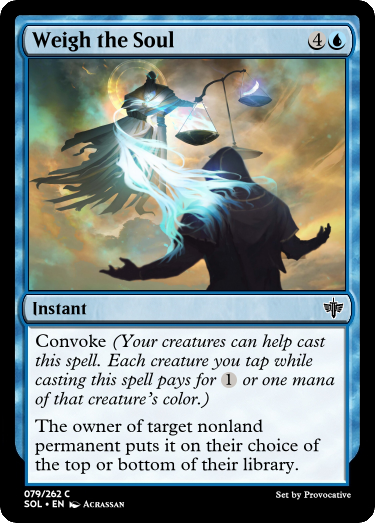 Weigh the Soul 4
Instant
Convoke (Your creatures can help cast
this spell. Each creature you tap while
casting this spell pays for 1 or one mana
of that creature's color.)
The owner of target nonland
permanent puts it on their choice of
the top or bottom of their library.
079/262 C
SOL • EN Acrassan
Set by Provocative